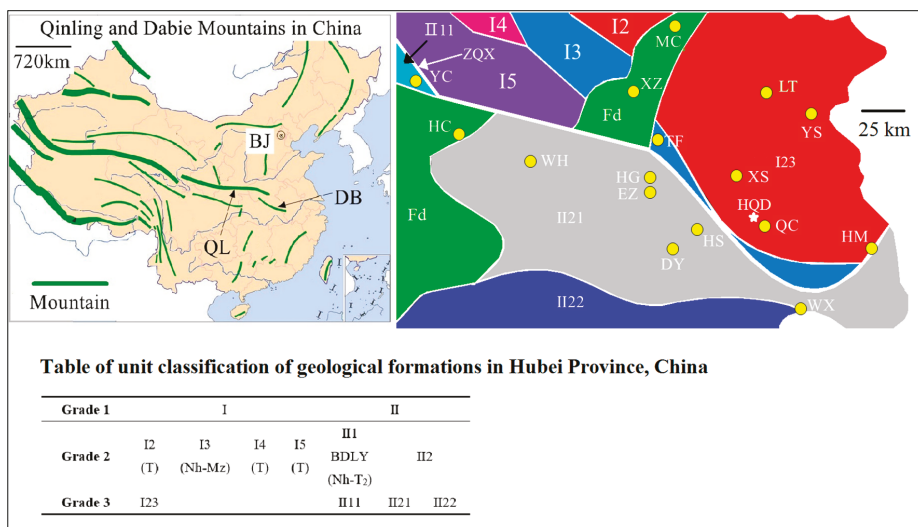 Qinling and Dabie Mountains in China
720km
BJ
DB
QL
Mountain
I4
I2
MC
II11
ZQX
I3
YC
I5
XZ
LT
Fd
YS
25 km
HC
TF
WH
I23
HG
XS
EZ
HQD
Fd
II21
QC
HS
HM
DY
II22
WX
Table of unit classification of geological formations in Hubei Province, China
Grade 1 I II
Grade 2 I2 (T) I3 (Nh-Mz) I4 (T) I5 (T) II1 BDLY (Nh-T₂) II2
Grade 3 I23 II11 II21 II22